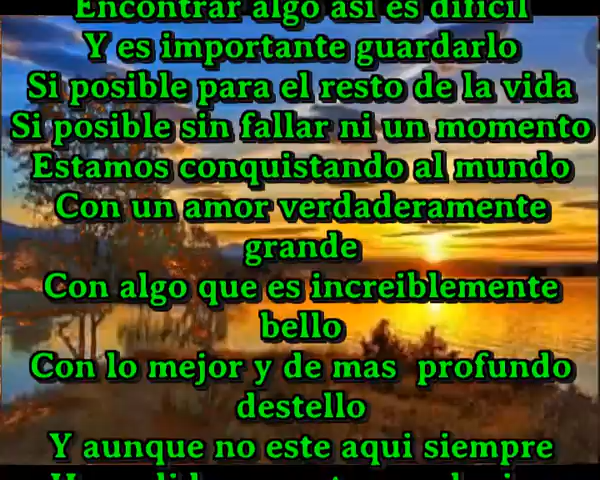 Encontrar algo asi es dificil
Y es importante guardarlo
Si posible para el resto de la vida
Si posible sin fallar ni un momento
Estamos conquistando al mundo
Con un amor verdaderamente
grande
Con algo que es increiblemente
bello
Con lo mejor y de mas profundo
destello
Y aunque no este aqui siempre